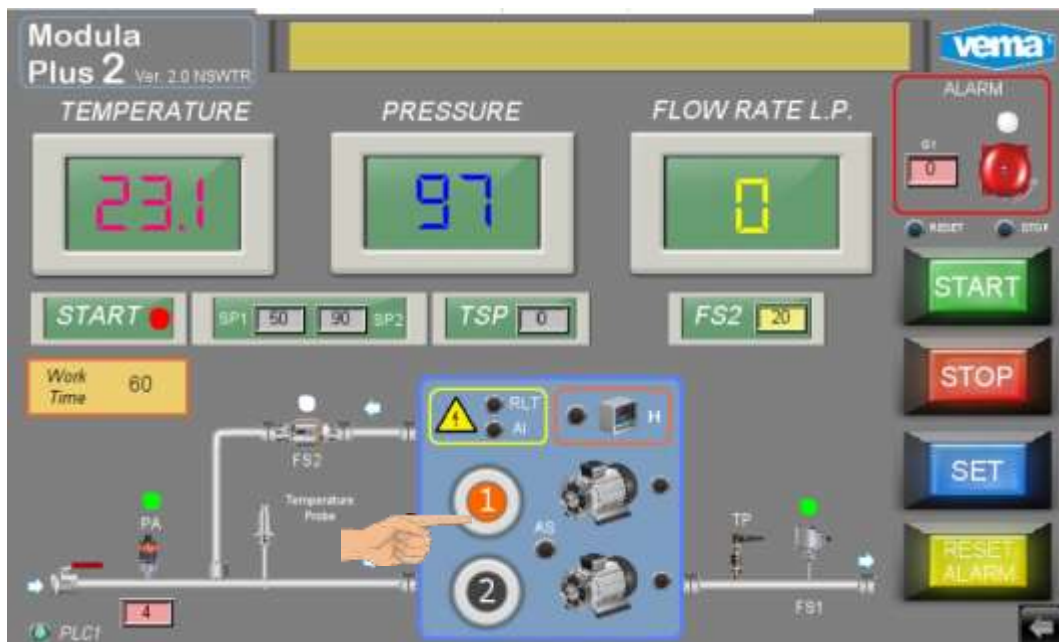 Modula
Plus 2 Ver. 2.0 NSWTR
vema
ALARM
TEMPERATURE
PRESSURE
FLOW RATE L.P.
G1
0
23.1
97
0
RESET
STOP
START
START
SP1 50 90 SP2
TSP 0
FS2 20
Work
Time
60
STOP
RLT
AI
H
FS2
SET
1
Temperature
Probe
PA
AS
TP
RESET
ALARM
2
4
FS1
PLC1